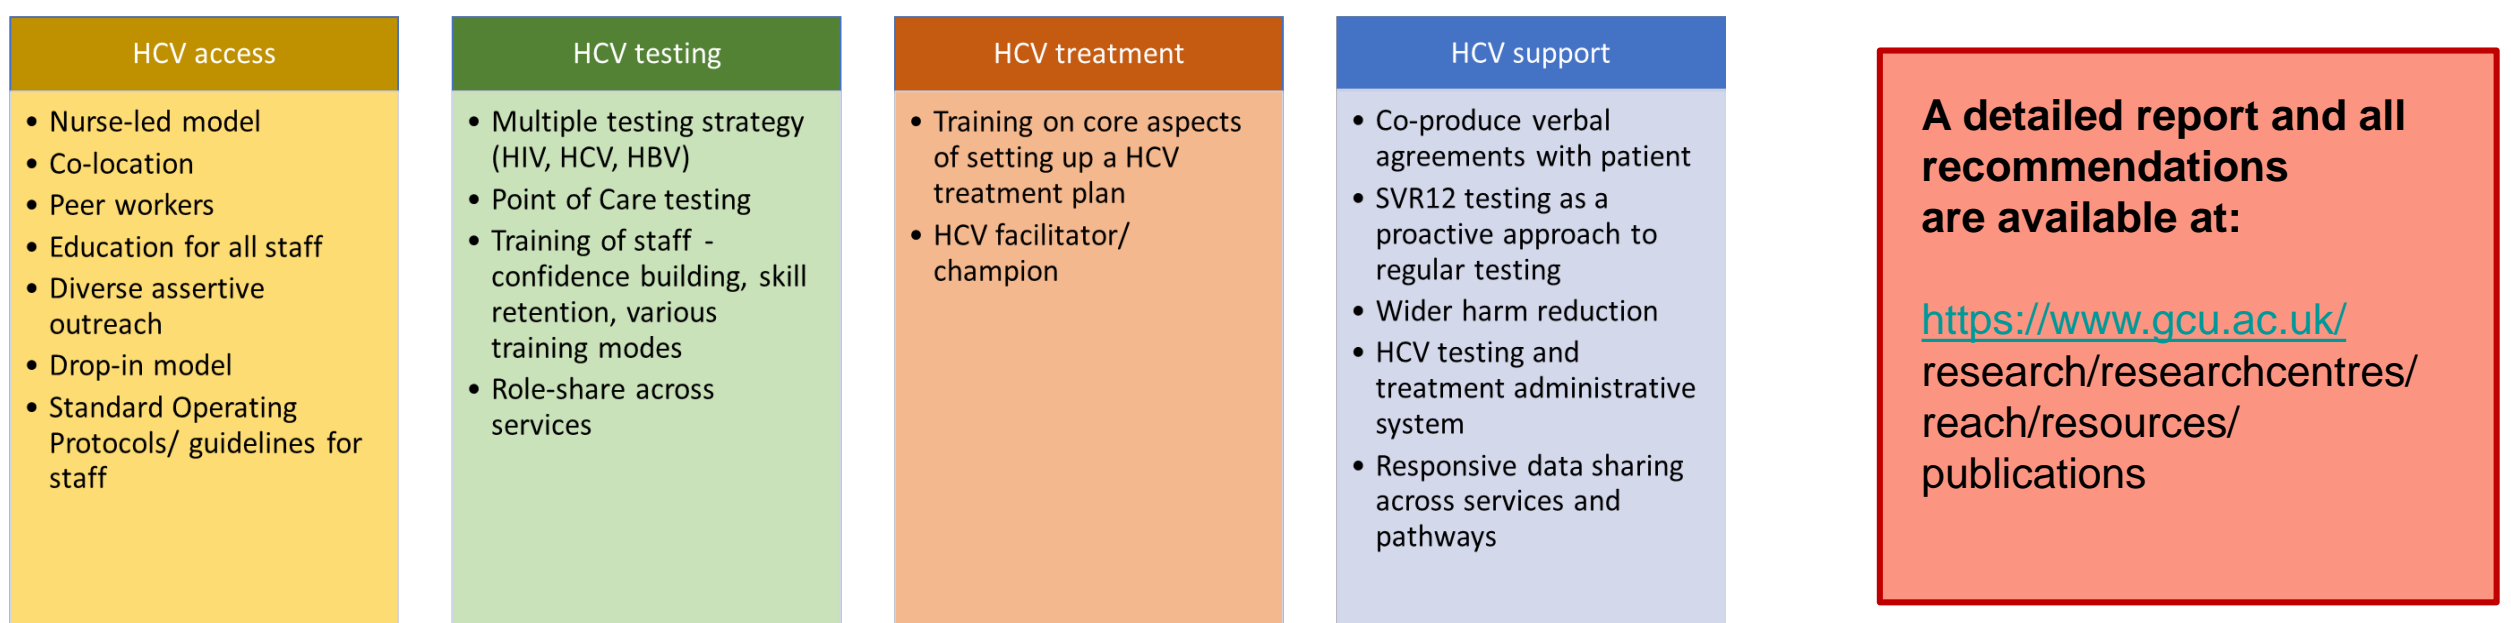 HCV access
• Nurse-led model
• Co-location
• Peer workers
• Education for all staff
• Diverse assertive
outreach
• Drop-in model
• Standard Operating
Protocols/ guidelines for
staff
HCV testing
• Multiple testing strategy
(HIV, HCV, HBV)
• Point of Care testing
• Training of staff -
confidence building, skill
retention, various
training modes
• Role-share across
services
HCV treatment
• Training on core aspects
of setting up a HCV
treatment plan
• HCV facilitator/
champion
HCV support
• Co-produce verbal
agreements with patient
• SVR12 testing as a
proactive approach to
regular testing
• Wider harm reduction
• HCV testing and
treatment administrative
system
• Responsive data sharing
across services and
pathways
A detailed report and all
recommendations
are available at:
https://www.gcu.ac.uk/
research/researchcentres/
reach/resources/
publications